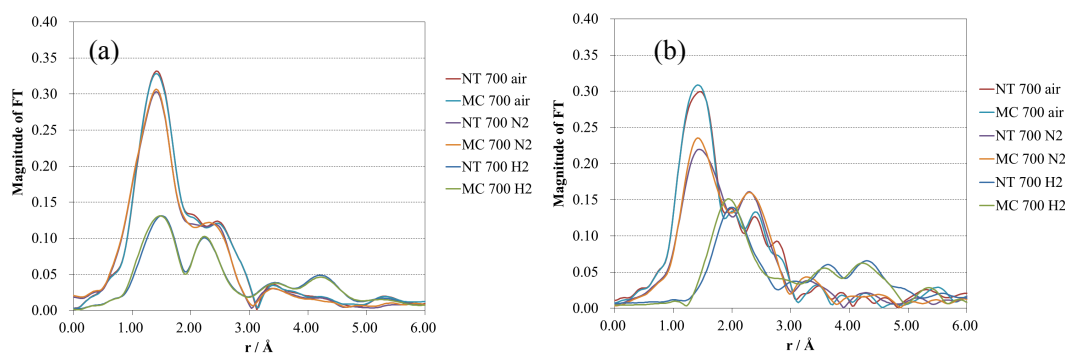 0.40
0.35
0.30
0.25
0.20
0.15
0.10
0.05
0.00
Magnitude of FT
(a)
0.00 1.00 2.00 3.00 4.00 5.00 6.00
r / Å
NT 700 air
MC 700 air
NT 700 N2
MC 700 N2
NT 700 H2
MC 700 H2
0.40
0.35
0.30
0.25
0.20
0.15
0.10
0.05
0.00
Magnitude of FT
(b)
0.00 1.00 2.00 3.00 4.00 5.00 6.00
r / Å
NT 700 air
MC 700 air
NT 700 N2
MC 700 N2
NT 700 H2
MC 700 H2